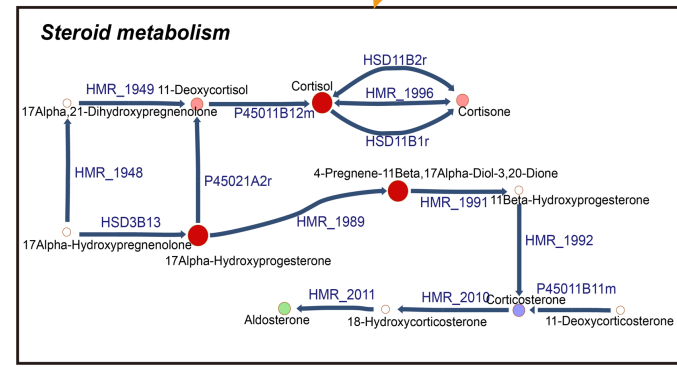 Steroid metabolism
HSD11B2r
HMR_1949
11-Deoxycortisol
Cortisol
HMR_1996
17Alpha,21-Dihydroxypregnenolone
P45011B12m
Cortisone
HSD11B1r
HMR_1948
P45021A2r
4-Pregnene-11Beta,17Alpha-Diol-3,20-Dione
HMR_1991
11Beta-Hydroxyprogesterone
HSD3B13
HMR_1989
17Alpha-Hydroxypregnenolone
17Alpha-Hydroxyprogesterone
HMR_1992
HMR_2011
HMR_2010
Corticosterone
P45011B11m
Aldosterone
18-Hydroxycorticosterone
11-Deoxycorticosterone